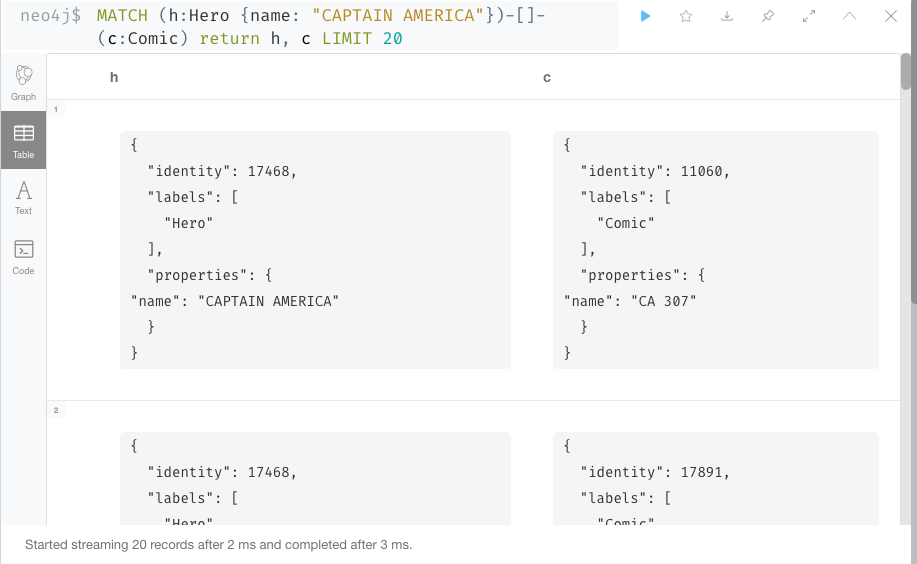 neo4j$ MATCH (h:Hero {name: "CAPTAIN AMERICA"})-[]-
(c:Comic) return h, c LIMIT 20
h c
Graph
Table
Text
Code
1
{
"identity": 17468,
"labels": [
"Hero"
],
"properties": {
"name": "CAPTAIN AMERICA"
}
}
{
"identity": 11060,
"labels": [
"Comic"
],
"properties": {
"name": "CA 307"
}
}
2
{
"identity": 17468,
"labels": [
"Hero"
{
"identity": 17891,
"labels": [
"Comic"
Started streaming 20 records after 2 ms and completed after 3 ms.